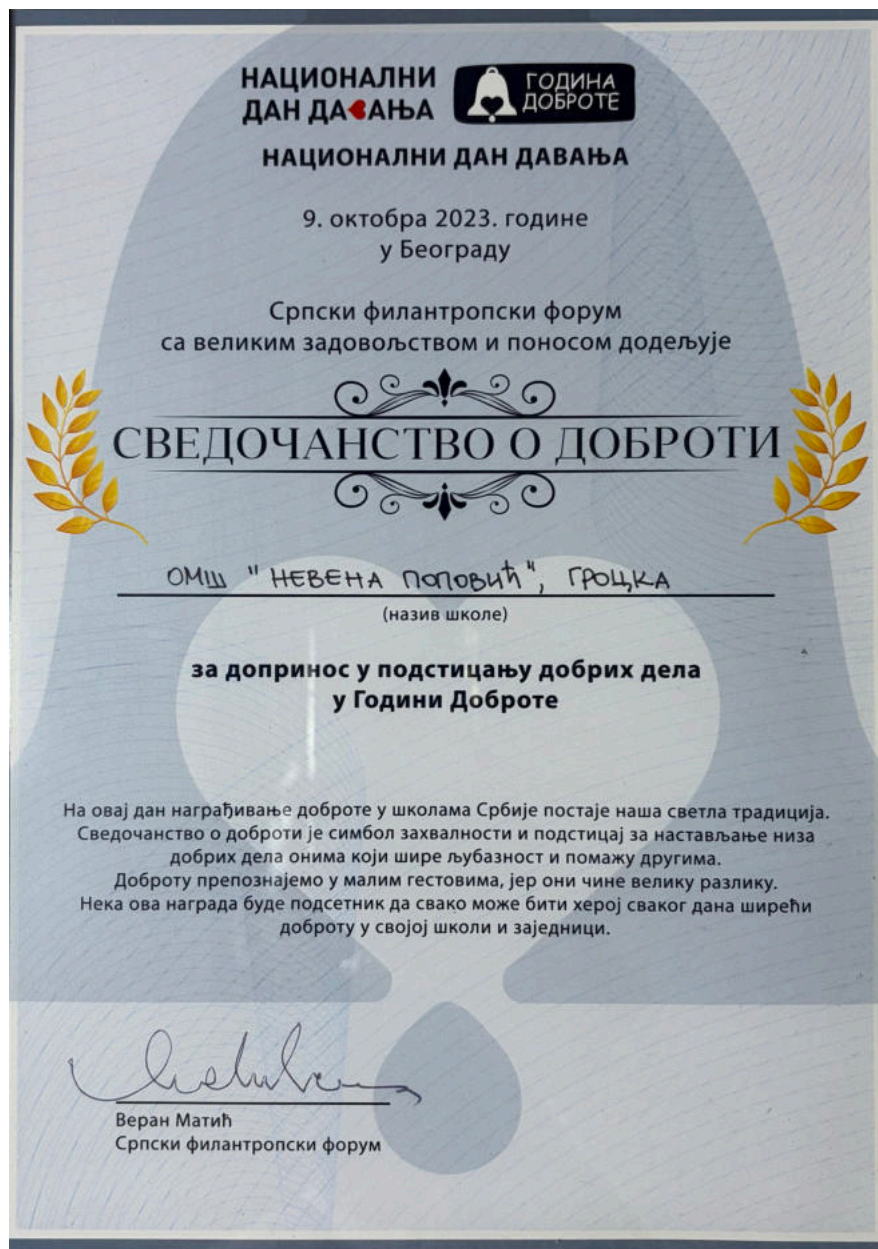 НАЦИОНАЛНИ
ДАН ДАВАЊА
ГОДИНА
ДОБРОТЕ
НАЦИОНАЛНИ ДАН ДАВАЊА
9. октобра 2023. године
у Београду
Српски филантропски форум
са великим задовољством и поносом додељује
СВЕДОЧАНСТВО О ДОБРОТИ
ОМШ "НЕВЕНА ПОПОВИЋ", ГРОЦКА
(назив школе)
за допринос у подстицању добрих дела
у Години Доброте
На овај дан награђивање доброте у школама Србије постаје наша светла традиција.
Сведочанство о доброти је симбол захвалности и подстицај за настављање низа
добрих дела онима који шире љубазност и помажу другима.
Доброту препознајемо у малим гестовима, јер они чине велику разлику.
Нека ова награда буде подсетник да свако може бити херој сваког дана ширећи
доброту у својој школи и заједници.
Веран Матић
Српски филантропски форум